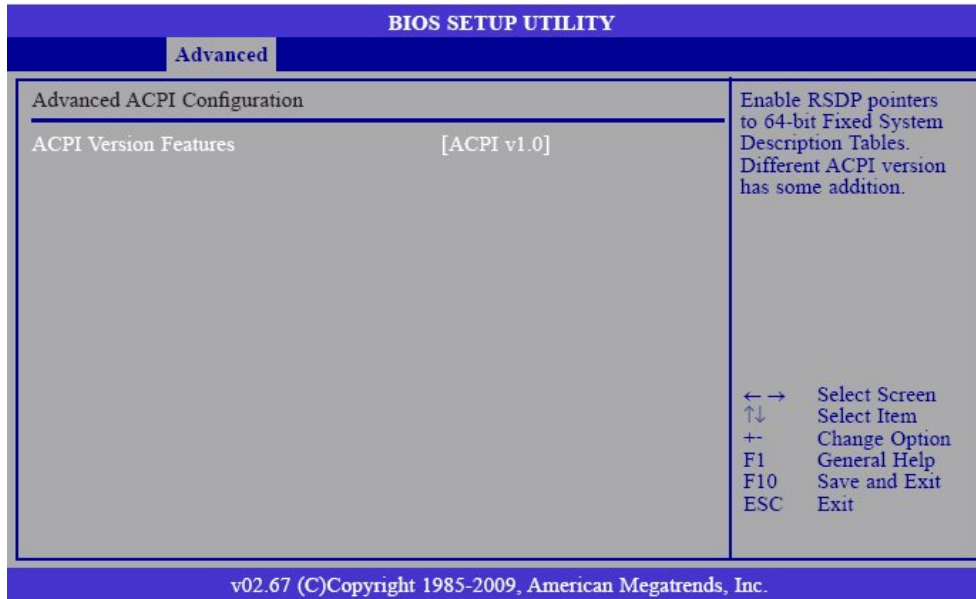 BIOS SETUP UTILITY
Advanced
Advanced ACPI Configuration
ACPI Version Features [ACPI v1.0]
Enable RSDP pointers
to 64-bit Fixed System
Description Tables.
Different ACPI version
has some addition.
←→ Select Screen
↑↓ Select Item
+- Change Option
F1 General Help
F10 Save and Exit
ESC Exit
v02.67 (C)Copyright 1985-2009, American Megatrends, Inc.